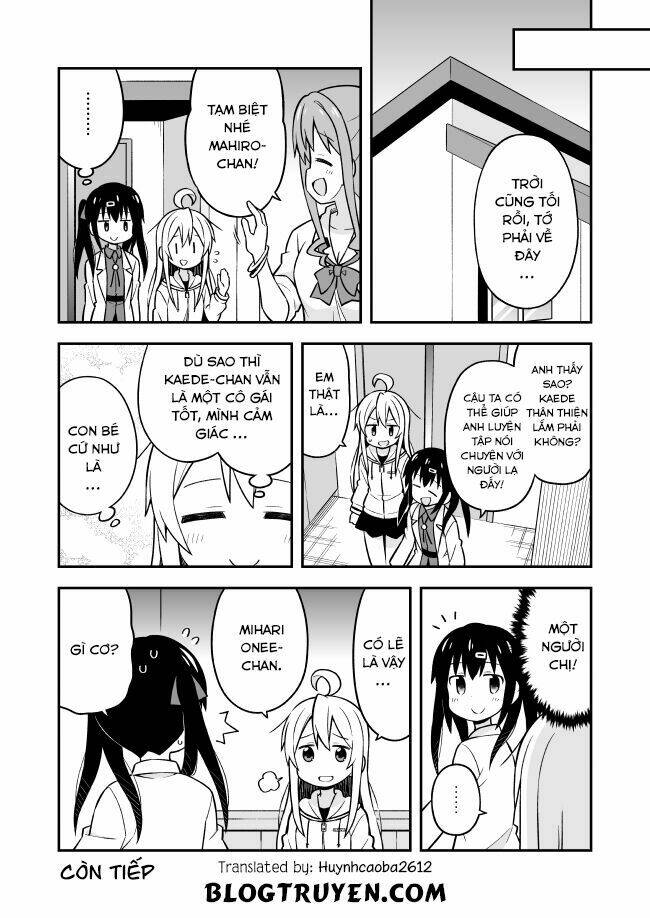 TRỜI
CŨNG TỐI
RỒI, TỚ
PHẢI VỀ
ĐÂY
...
TẠM BIỆT
NHÉ
MAHIRO-
CHAN!
......
ANH THẤY
SAO?
KAEDE
THÂN THIỆN
LẮM PHẢI
KHÔNG?
CẬU TA CÓ
THỂ GIÚP
ANH LUYỆN
TẬP NÓI
CHUYỆN VỚI
NGƯỜI LẠ
ĐẤY!
EM
THẬT
LÀ...
DÙ SAO THÌ
KAEDE-CHAN VẪN
LÀ MỘT CÔ GÁI
TỐT, MÌNH CẢM
GIÁC ...
CON BÉ
CỨ NHƯ
LÀ
...
MỘT
NGƯỜI
CHỊ!
....
CÓ LẼ
LÀ VẬY
...
MIHARI
ONEE-
CHAN.
GÌ CƠ?
CÒN TIẾP
Translated by: Huynhcaoba2612
BLOGTRUYEN.COM